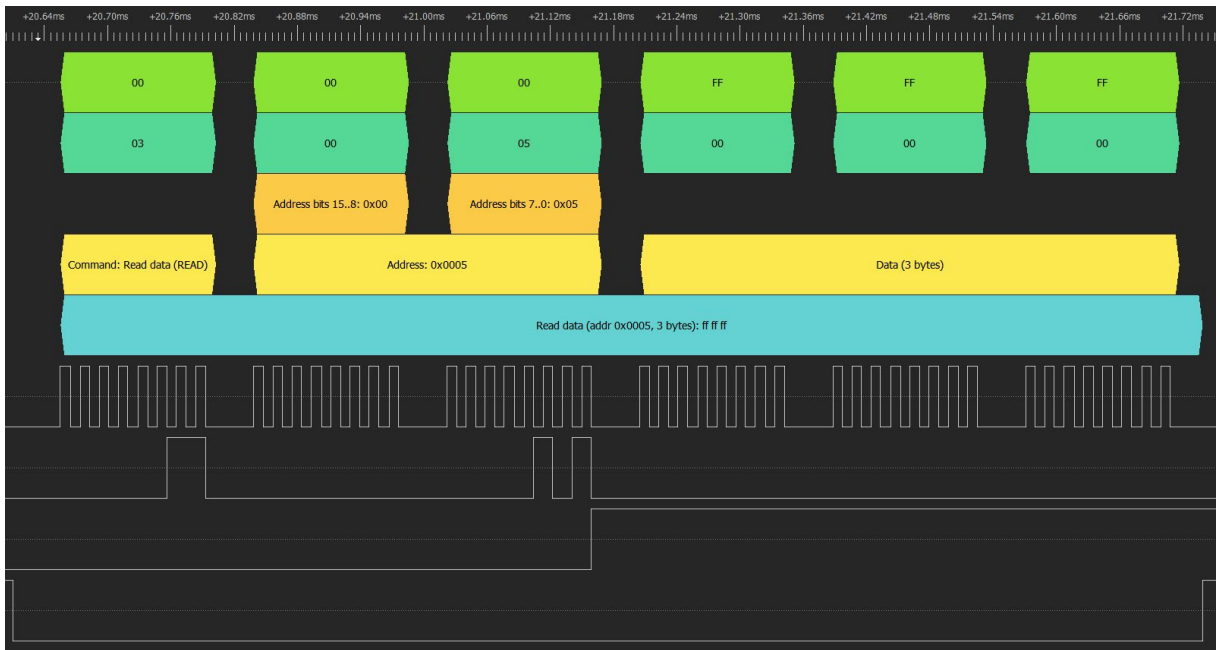 +20.64ms +20.70ms +20.76ms +20.82ms +20.88ms +20.94ms +21.00ms +21.06ms +21.12ms +21.18ms +21.24ms +21.30ms +21.36ms +21.42ms +21.48ms +21.54ms +21.60ms +21.66ms +21.72ms
00 00 00 FF FF FF
03 00 05 00 00 00
Address bits 15..8: 0x00 Address bits 7..0: 0x05
Command: Read data (READ) Address: 0x0005 Data (3 bytes)
Read data (addr 0x0005, 3 bytes): ff ff ff